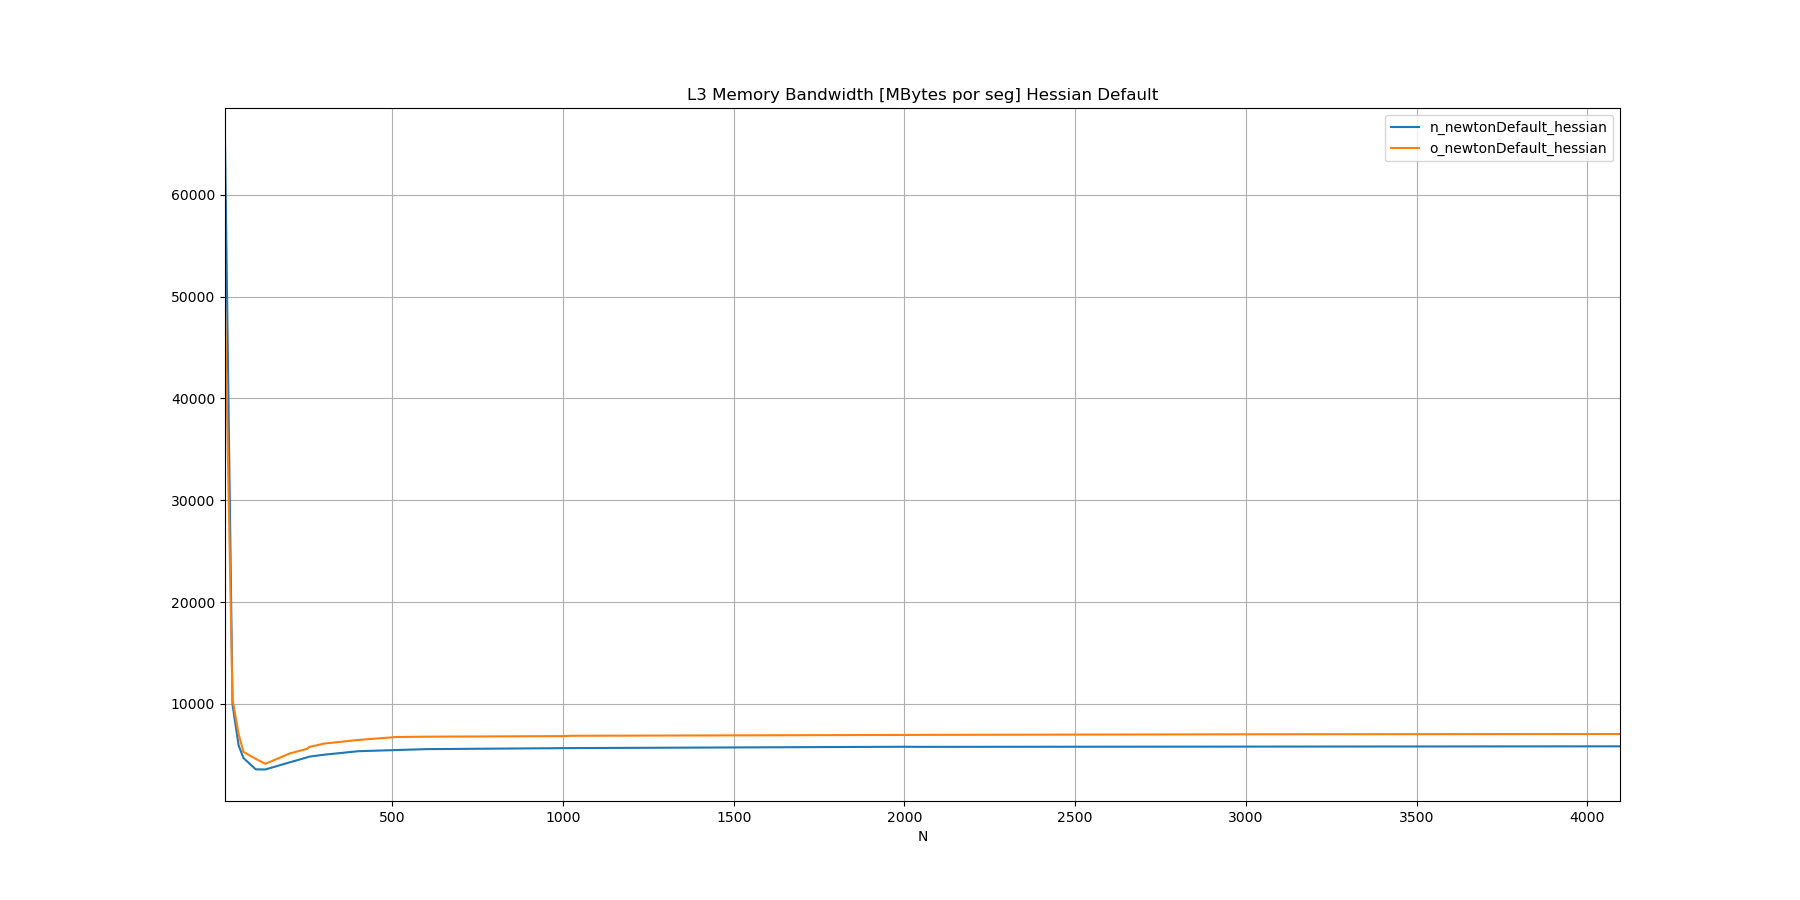 L3 Memory Bandwidth [MBytes por seg] Hessian Default
n_newtonDefault_hessian
o_newtonDefault_hessian
60000
50000
40000
30000
20000
10000
500 1000 1500 2000 2500 3000 3500 4000
N